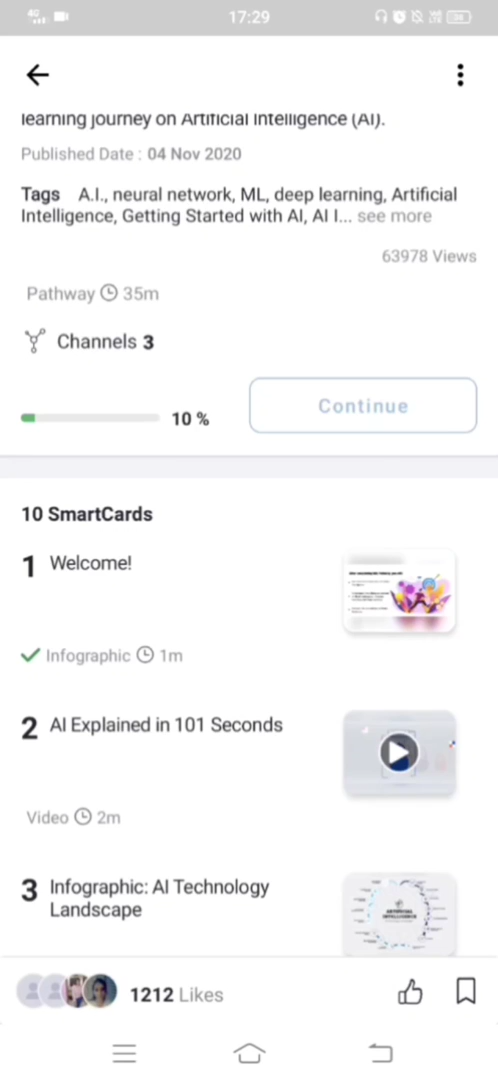 4G 17:29
learning journey on Artificial Intelligence (AI).
Published Date : 04 Nov 2020
Tags A.I., neural network, ML, deep learning, Artificial
Intelligence, Getting Started with AI, AI I... see more
63978 Views
Pathway 35m
Channels 3
10 %
Continue
10 SmartCards
1 Welcome!
Infographic 1m
2 AI Explained in 101 Seconds
Video 2m
3 Infographic: AI Technology
Landscape
ARTIFICIAL
INTELLIGENCE
1212 Likes